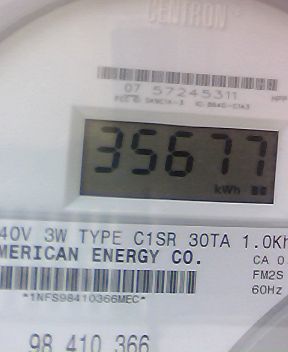 CENTRON
07 57245311
35677
kWh
40V 3W TYPE C1SR 30TA 1.0Kh
MERICAN ENERGY CO.
CA 0.
FM2S
60Hz
*1NFS98410366MEC*
98 410 366